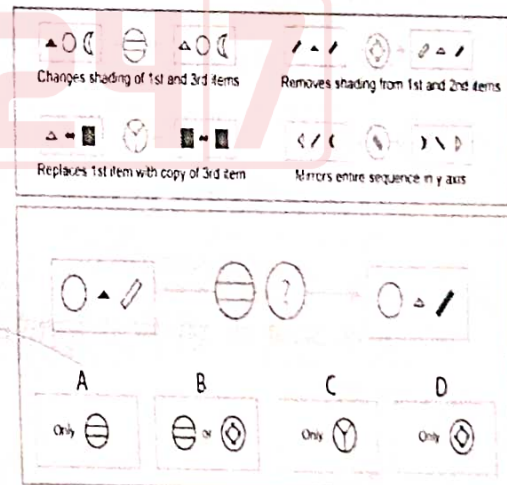 247
Changes shading of 1st and 3rd items
Removes shading from 1st and 2nd items
Replaces 1st item with copy of 3rd item
Mirrors entire sequence in y axis
?
A
B
C
D
Only
or
Only
Only